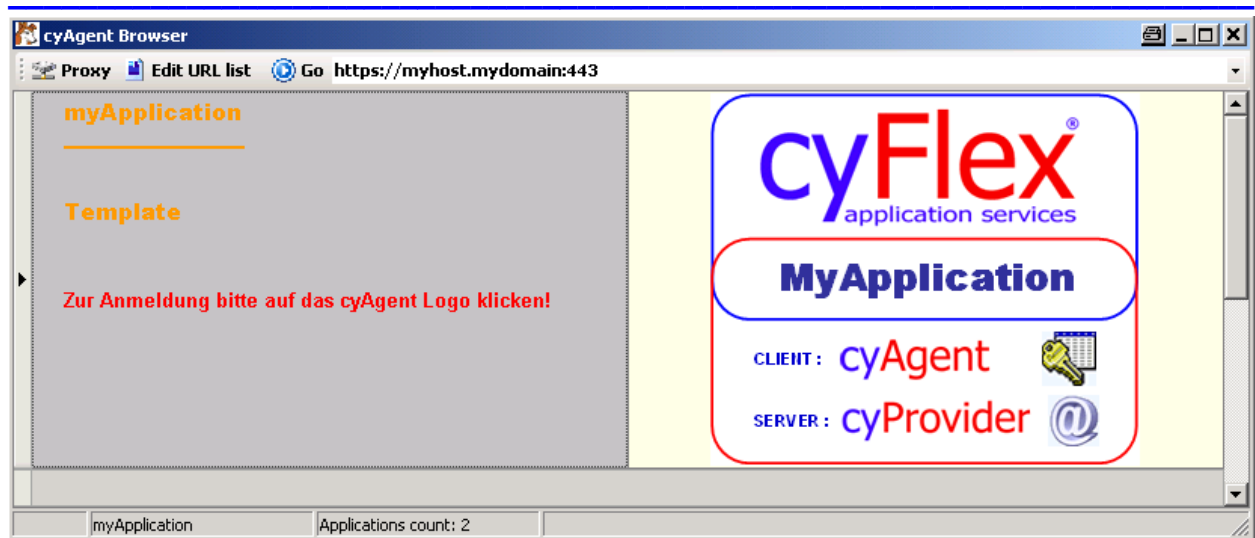 cyAgent Browser
Proxy Edit URL list Go https://myhost.mydomain:443
myApplication
Template
Zur Anmeldung bitte auf das cyAgent Logo klicken!
cyFlex®
application services
MyApplication
CLIENT: cyAgent
SERVER: cyProvider @
myApplication Applications count: 2